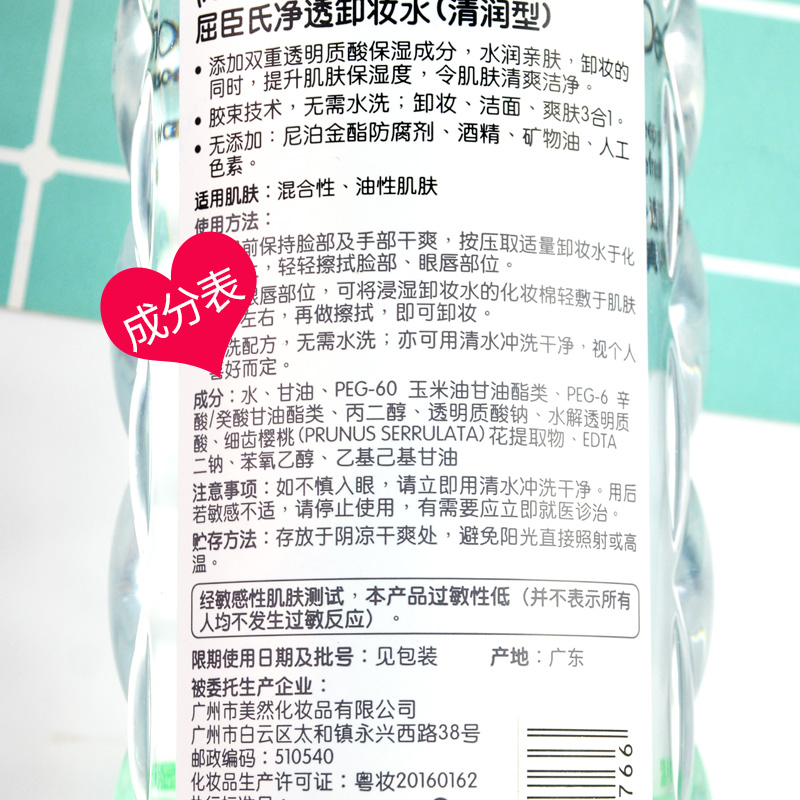 屈臣氏净透卸妆水(清润型)
• 添加双重透明质酸保湿成分，水润亲肤，卸妆的
同时，提升肌肤保湿度，令肌肤清爽洁净。
• 胶束技术，无需水洗；卸妆、洁面、爽肤3合1。
• 无添加：尼泊金酯防腐剂、酒精、矿物油、人工
色素。
适用肌肤：混合性、油性肌肤
使用方法：
前保持脸部及手部干爽，按压取适量卸妆水于化
，轻轻擦拭脸部、眼唇部位。
眼唇部位，可将浸湿卸妆水的化妆棉轻敷于肌肤
左右，再做擦拭，即可卸妆。
洗配方，无需水洗；亦可用清水冲洗干净，视个人
喜好而定。
成分表
成分：水、甘油、PEG-60 玉米油甘油酯类、PEG-6 辛
酸/癸酸甘油酯类、丙二醇、透明质酸钠、水解透明质
酸、细齿樱桃(PRUNUS SERRULATA)花提取物、EDTA
二钠、苯氧乙醇、乙基己基甘油
注意事项：如不慎入眼，请立即用清水冲洗干净。用后
若敏感不适，请停止使用，有需要应立即就医诊治。
贮存方法：存放于阴凉干爽处，避免阳光直接照射或高
温。
经敏感性肌肤测试，本产品过敏性低（并不表示所有
人均不发生过敏反应）。
限期使用日期及批号：见包装 产地：广东
被委托生产企业：
广州市美然化妆品有限公司
广州市白云区太和镇永兴西路38号
邮政编码：510540
化妆品生产许可证：粤妆20160162